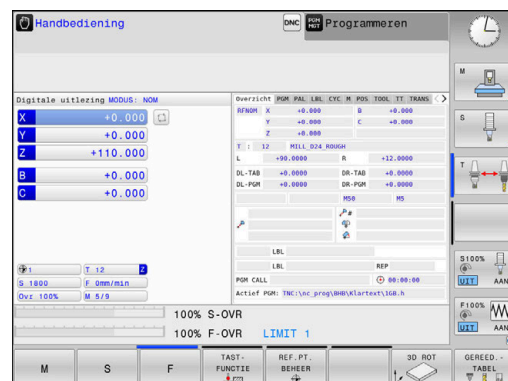 Handbediening
DNC
PGM MGT
Programmeren
Digitale uitlezing MODUS: NOM
X +0.000
Y +0.000
Z +110.000
B +0.000
C +0.000
1 T 12 Z
S 1800 F 0mm/min
Ovr 100% M 5/9
Overzicht PGM PAL LBL CYC M POS TOOL TT TRANS
RFNOM X +0.000 B +0.000
Y +0.000 C +0.000
Z +0.000
T : 12 MILL_D24_ROUGH
L +90.0000 R +12.0000
DL-TAB +0.0000 DR-TAB +0.0000
DL-PGM +0.0000 DR-PGM +0.0000
M50 M5
P#
LBL
LBL REP
PGM CALL 00:00:00
Actief PGM: TNC:\nc_prog\BHB\Klartext\1GB.h
100% S-OVR
100% F-OVR LIMIT 1
M
S
T
S100%
UIT AAN
F100%
UIT AAN
M
S
F
TAST-
FUNCTIE
REF.PT.
BEHEER
3D ROT
GEREED.-
TABEL